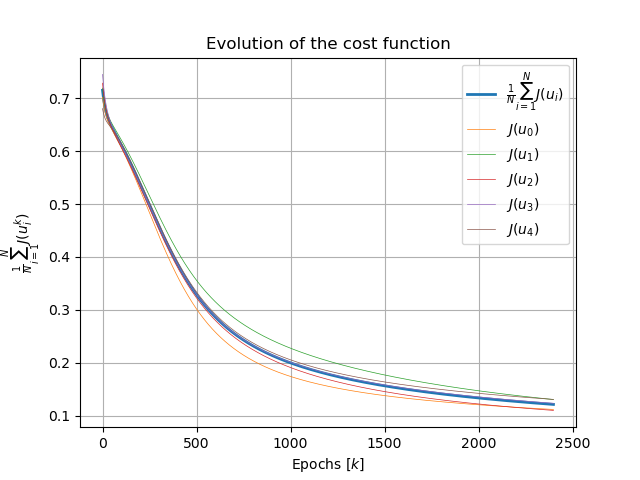 Evolution of the cost function
0.7
0.6
0.5
0.4
0.3
0.2
0.1
0
500
1000
1500
2000
2500
Epochs [k]
$\frac{1}{N}\sum_{i=1}^{N} J(u_i^k)$
$\frac{1}{N}\sum_{i=1}^{N} J(u_i)$
$J(u_0)$
$J(u_1)$
$J(u_2)$
$J(u_3)$
$J(u_4)$